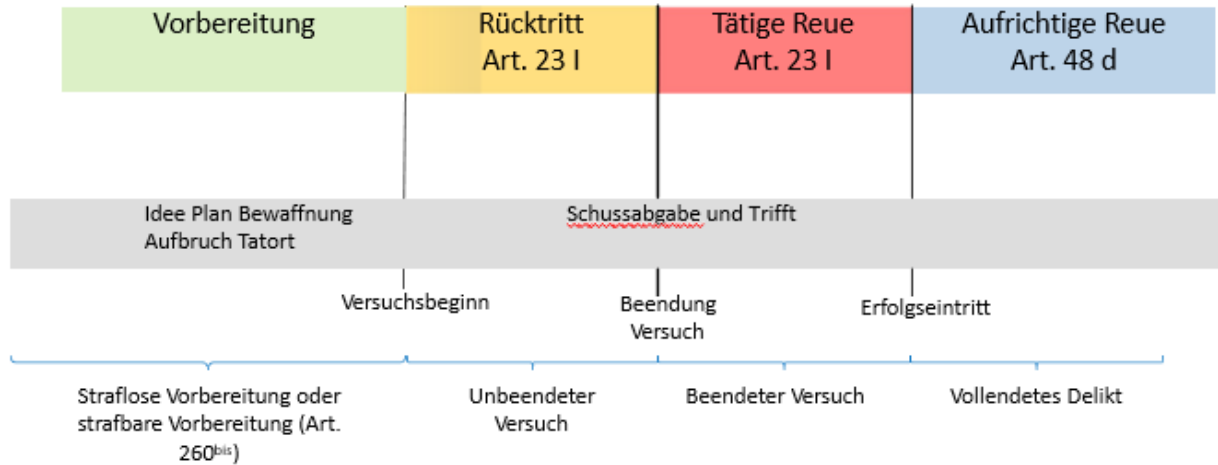 Vorbereitung
Rücktritt
Art. 23 I
Tätige Reue
Art. 23 I
Aufrichtige Reue
Art. 48 d
Idee Plan Bewaffnung
Aufbruch Tatort
Schussabgabe und Trifft
Versuchsbeginn
Beendung
Versuch
Erfolgseintritt
Straflose Vorbereitung oder
strafbare Vorbereitung (Art.
260ᵇⁱˢ)
Unbeendeter
Versuch
Beendeter Versuch
Vollendetes Delikt